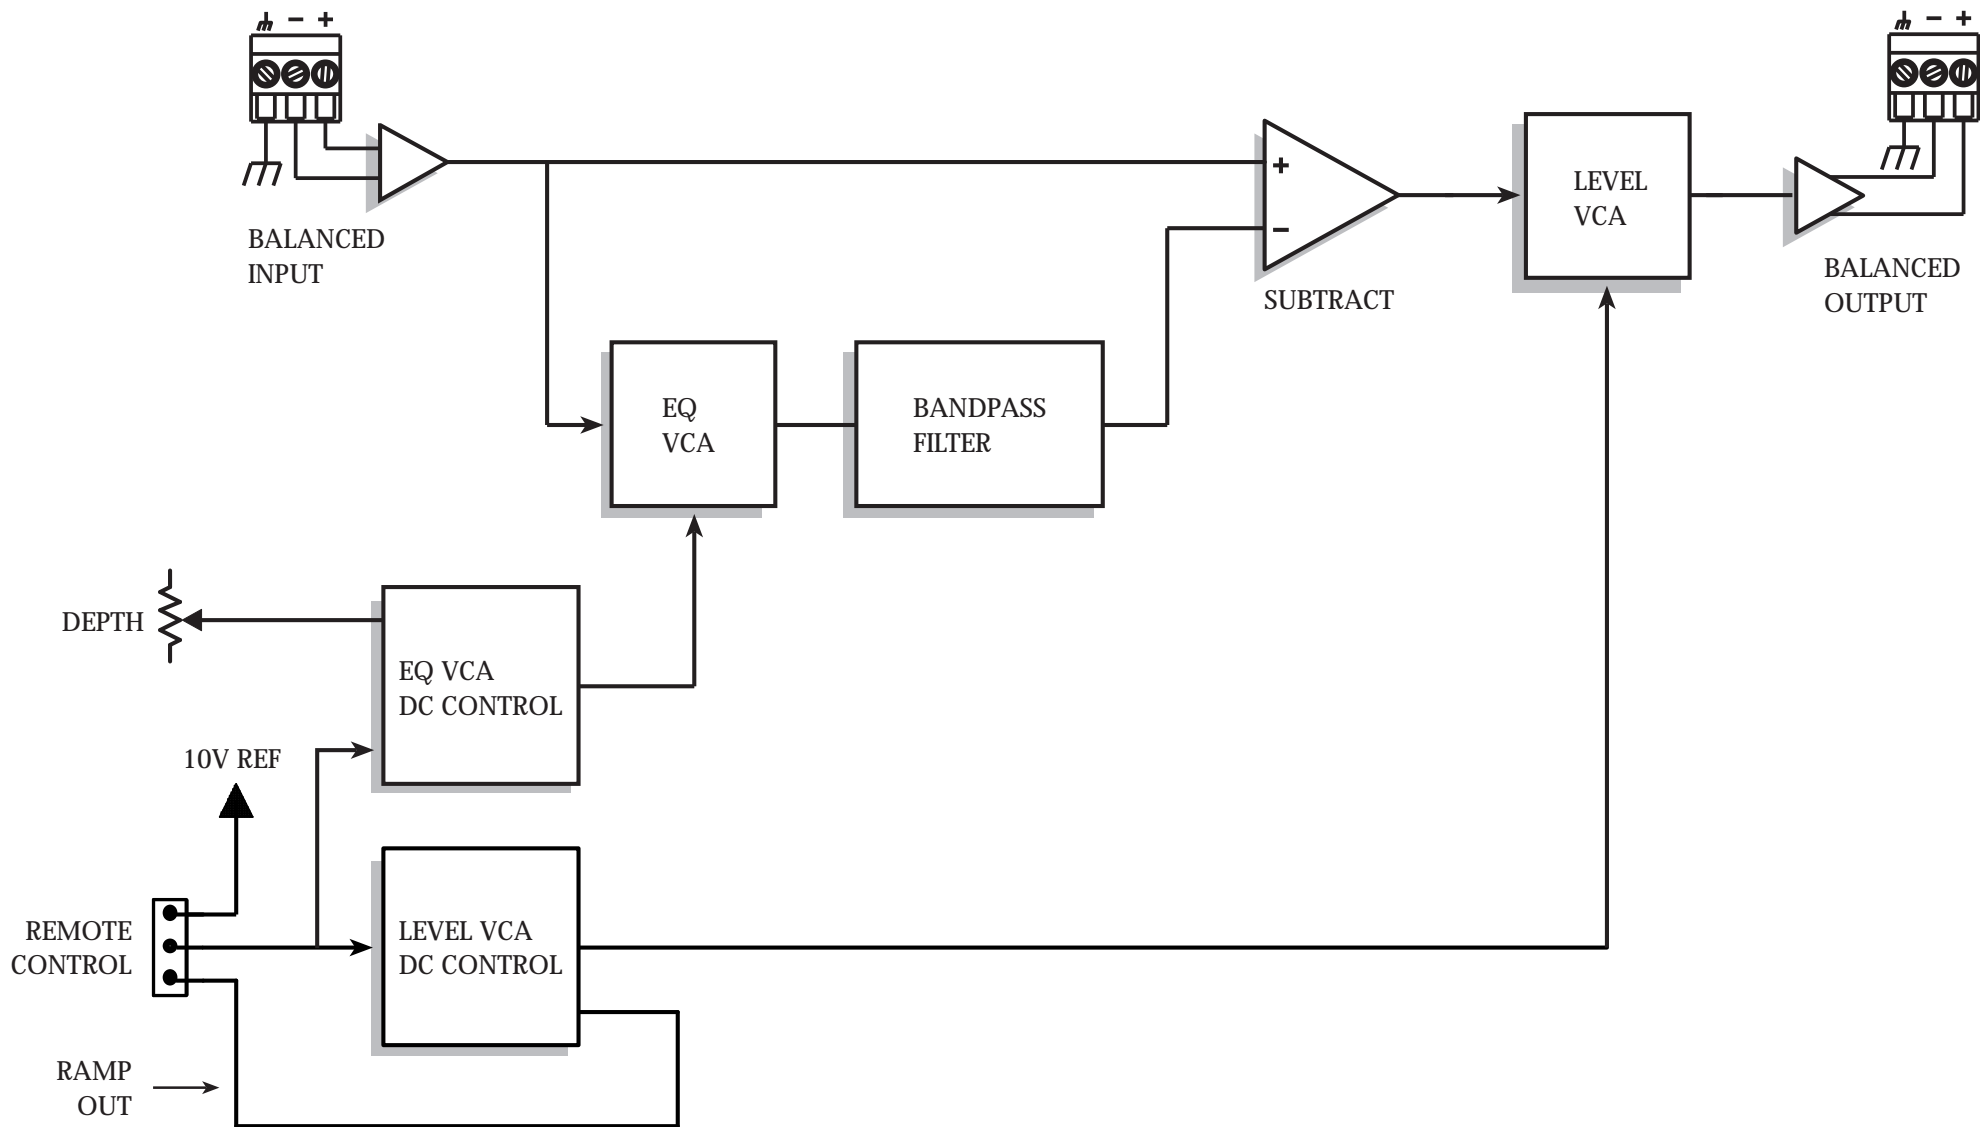 − +
− +
BALANCED
INPUT
+
−
SUBTRACT
LEVEL
VCA
BALANCED
OUTPUT
EQ
VCA
BANDPASS
FILTER
DEPTH
EQ VCA
DC CONTROL
10V REF
REMOTE
CONTROL
LEVEL VCA
DC CONTROL
RAMP
OUT